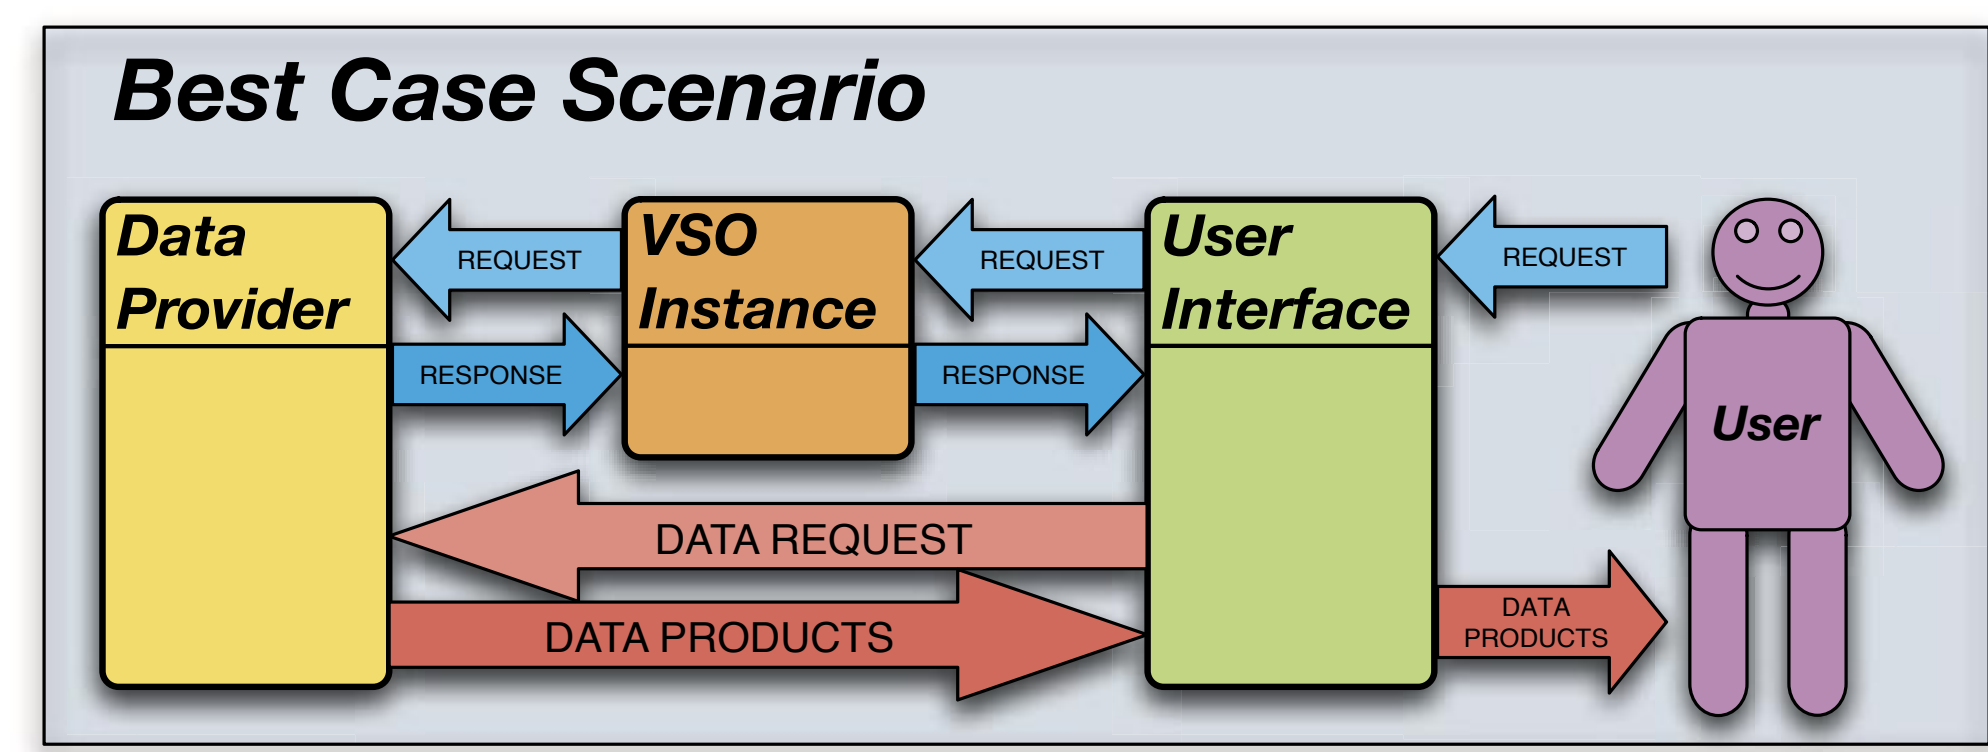 Best Case Scenario
Data
Provider
REQUEST
RESPONSE
VSO
Instance
REQUEST
RESPONSE
User
Interface
REQUEST
User
DATA REQUEST
DATA PRODUCTS
DATA
PRODUCTS